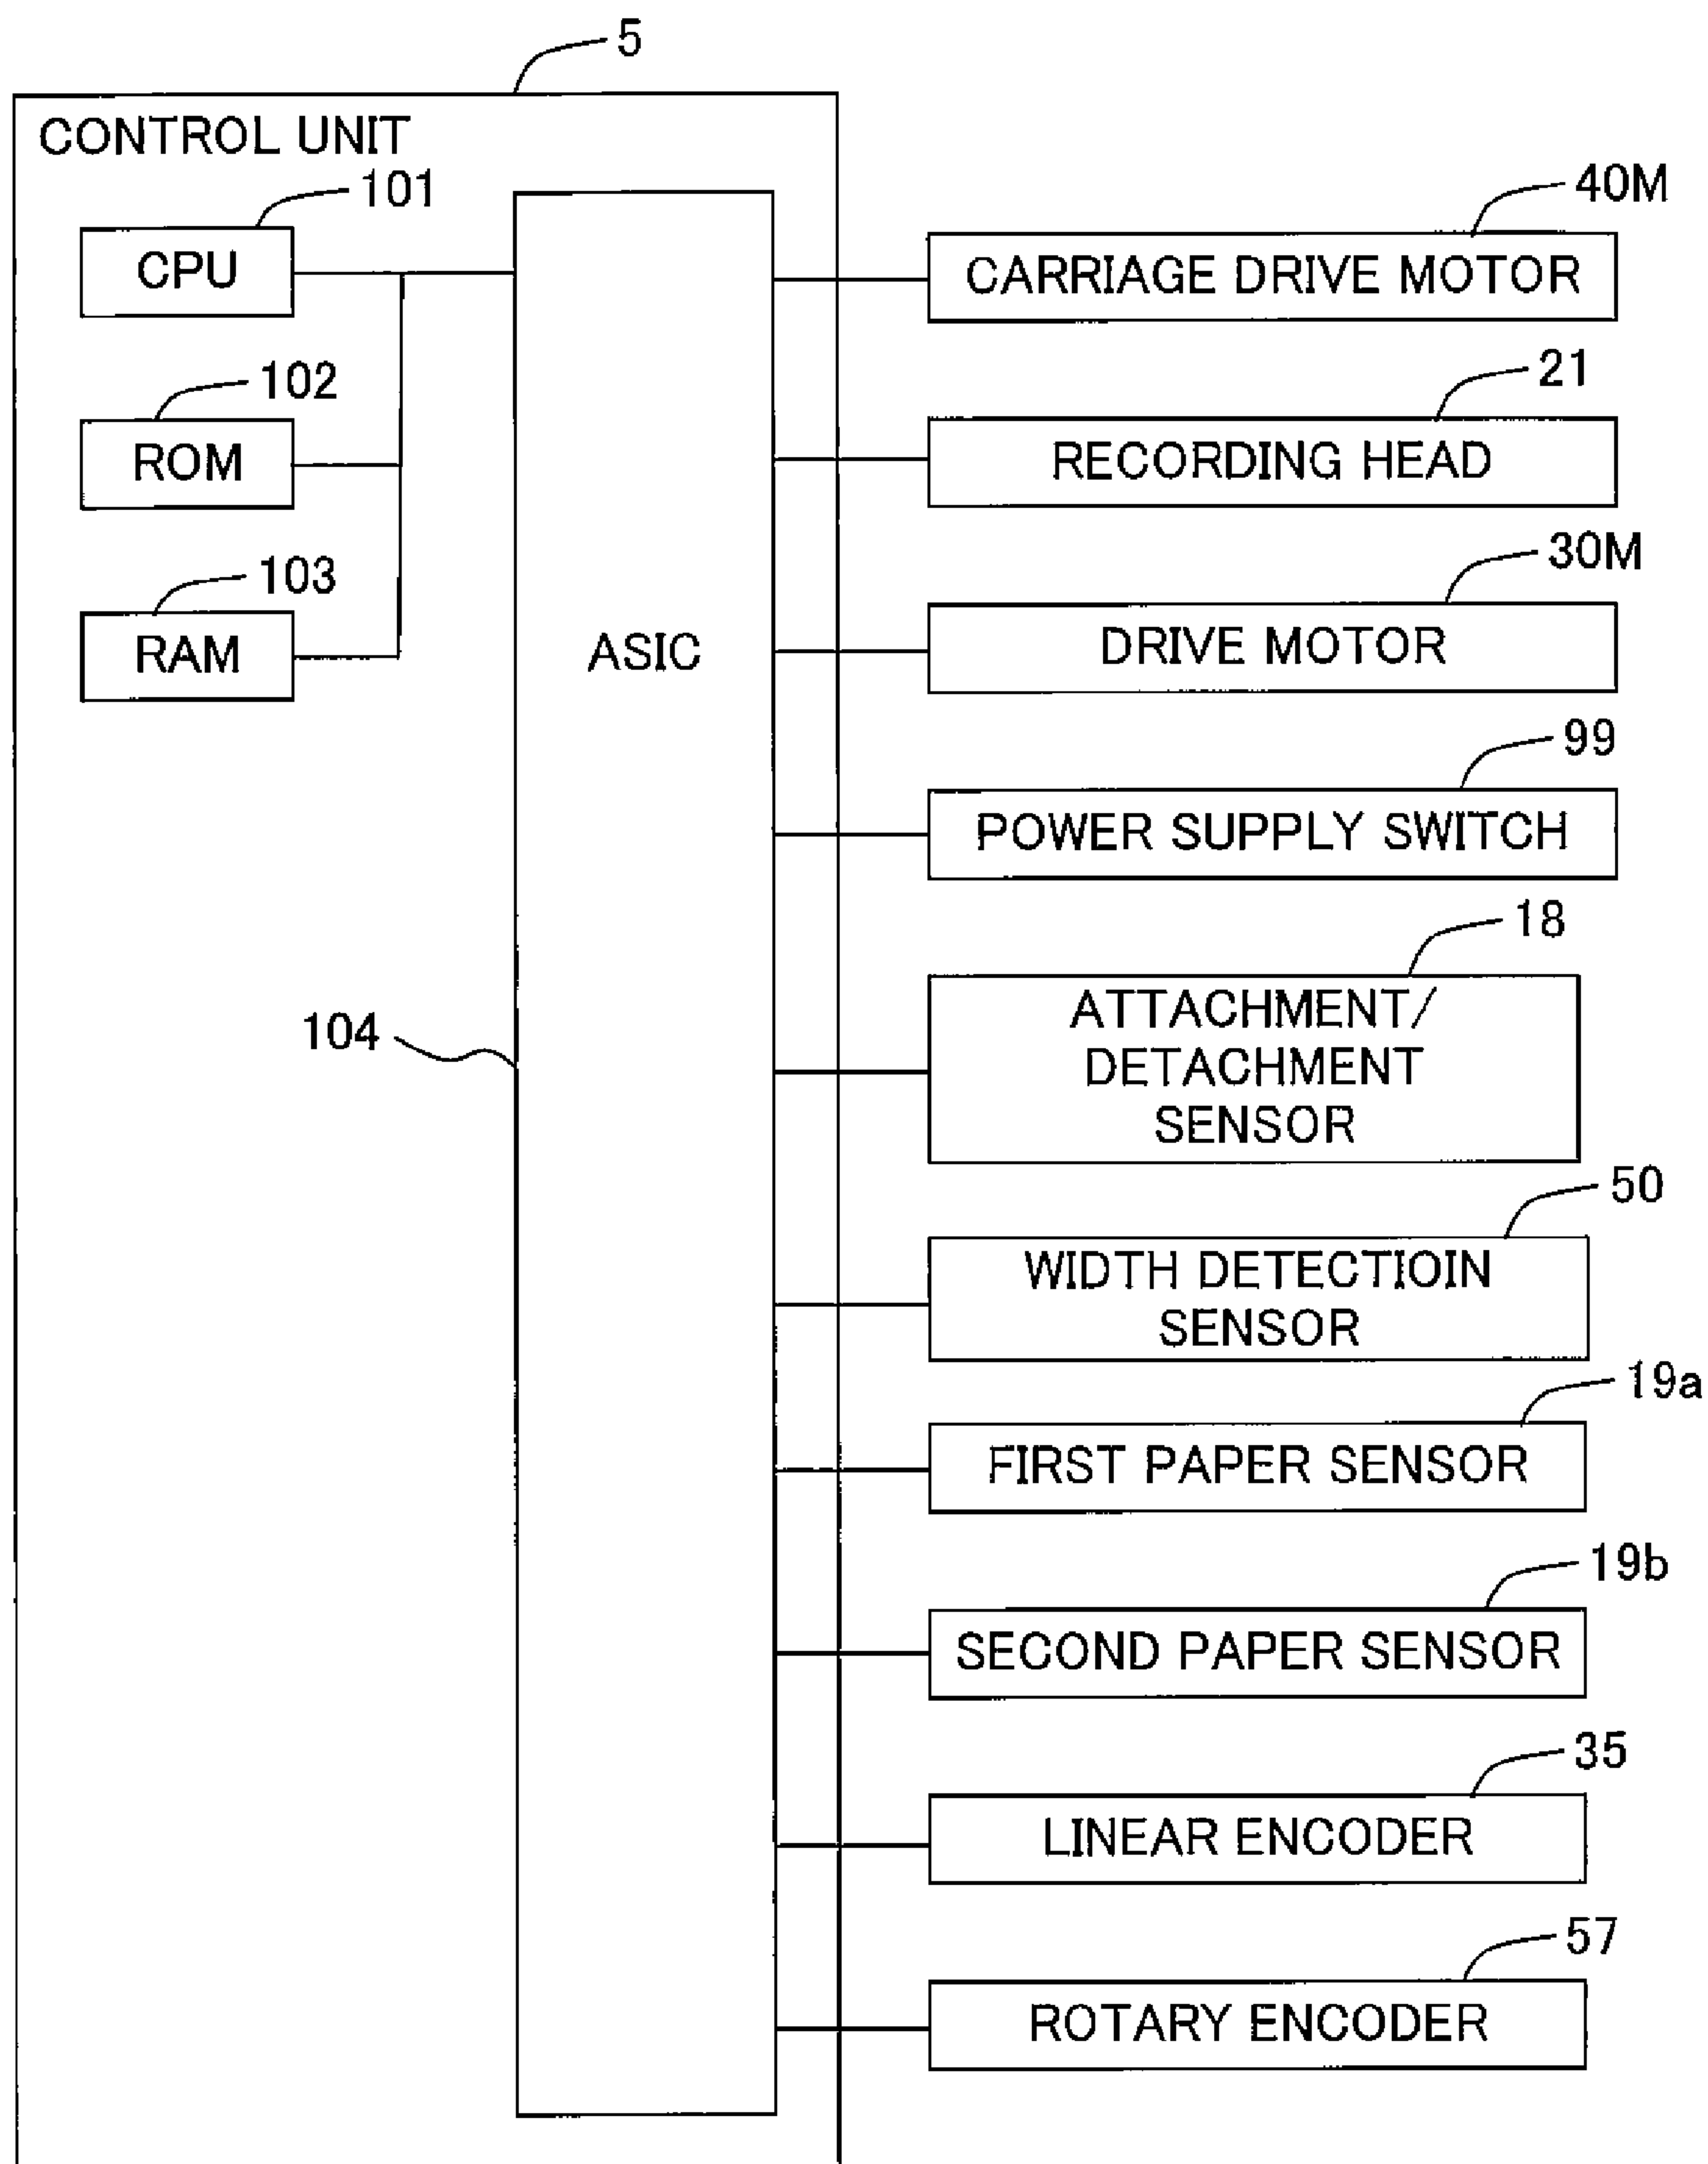 5
CONTROL UNIT
101
CPU
102
ROM
103
RAM
104
ASIC
40M
CARRIAGE DRIVE MOTOR
21
RECORDING HEAD
30M
DRIVE MOTOR
99
POWER SUPPLY SWITCH
18
ATTACHMENT/
DETACHMENT
SENSOR
50
WIDTH DETECTIOIN
SENSOR
19a
FIRST PAPER SENSOR
19b
SECOND PAPER SENSOR
35
LINEAR ENCODER
57
ROTARY ENCODER